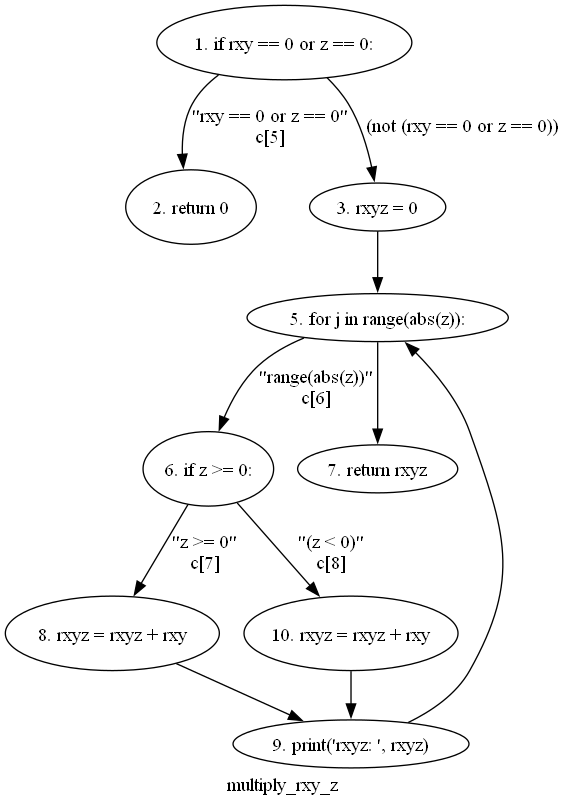 1. if rxy == 0 or z == 0:
"rxy == 0 or z == 0"
c[5]
(not (rxy == 0 or z == 0))
2. return 0
3. rxyz = 0
5. for j in range(abs(z)):
"range(abs(z))"
c[6]
6. if z >= 0:
7. return rxyz
"z >= 0"
c[7]
"(z < 0)"
c[8]
8. rxyz = rxyz + rxy
10. rxyz = rxyz + rxy
9. print('rxyz: ', rxyz)
multiply_rxy_z